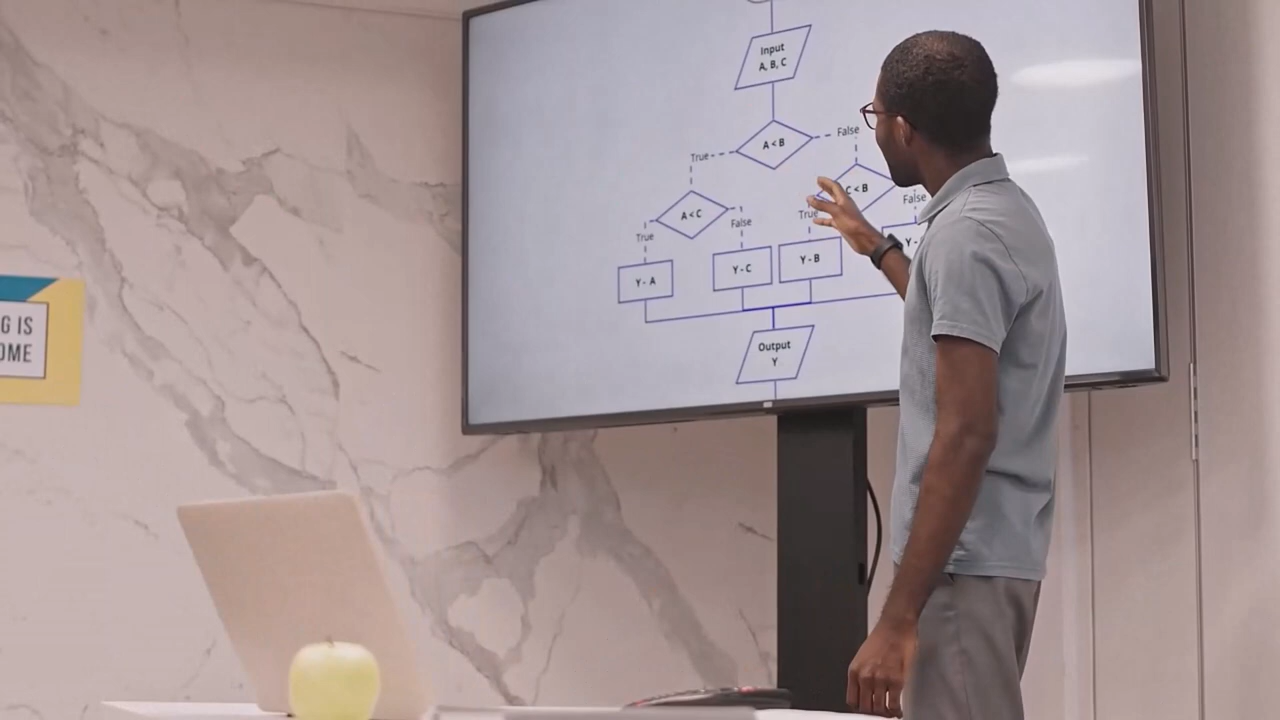 Input
A, B, C
A < B
False
True
C < B
A < C
False
True
False
True
Y - B
Y - C
Y - A
Output
Y
G IS
OME